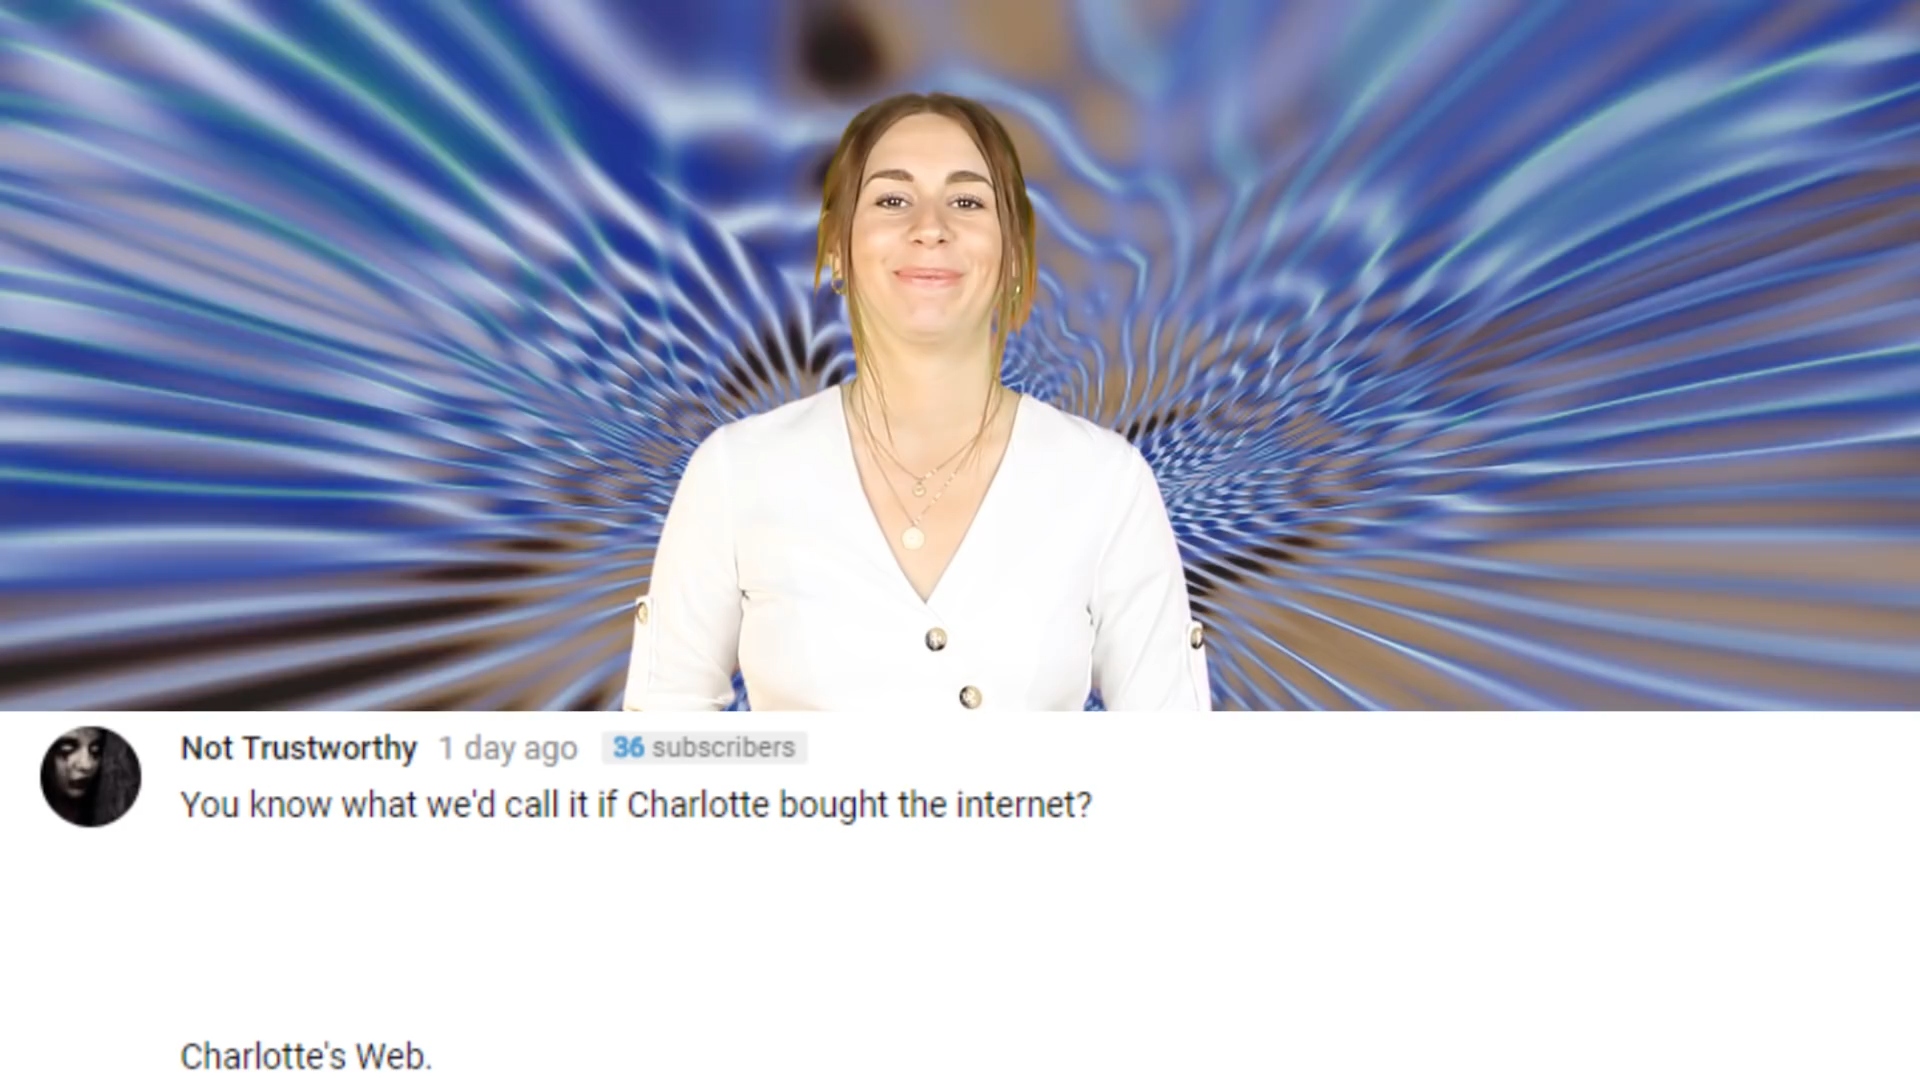 Not Trustworthy 1 day ago 36 subscribers
You know what we'd call it if Charlotte bought the internet?
Charlotte's Web.